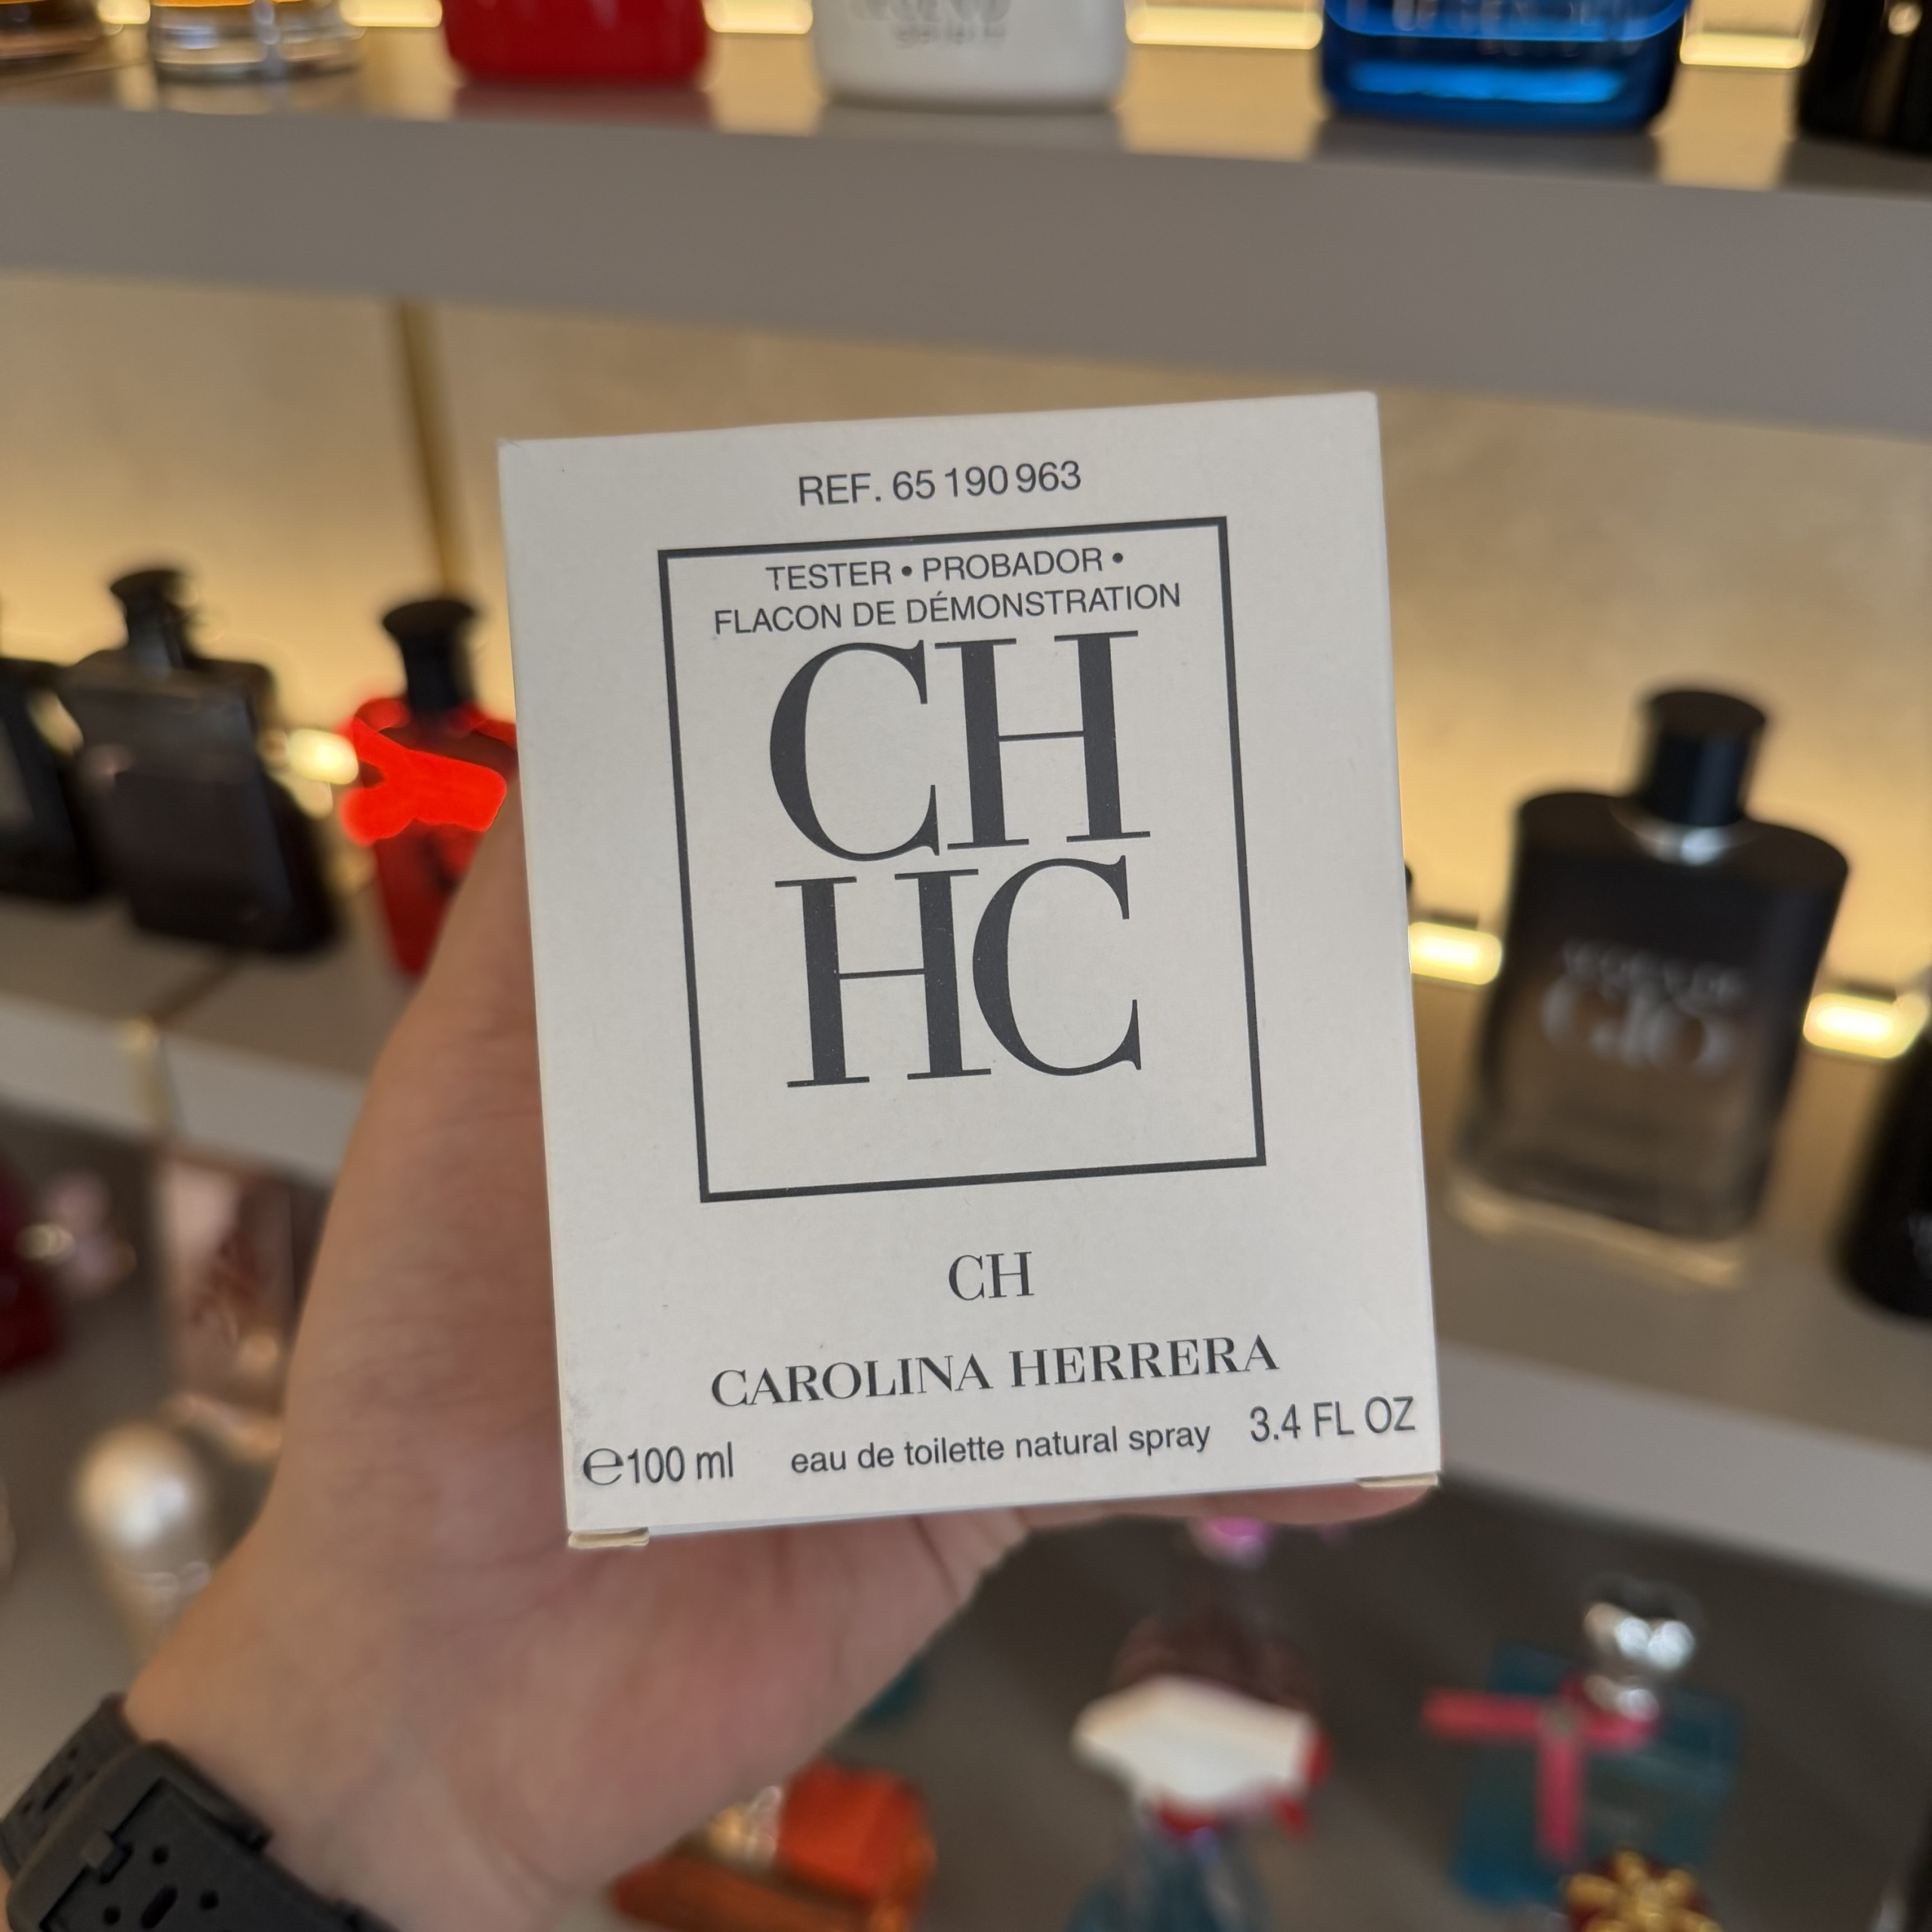 REF. 65 190 963
TESTER • PROBADOR •
FLACON DE DÉMONSTRATION
CH
HC
CH
CAROLINA HERRERA
℮100 ml eau de toilette natural spray 3.4 FL OZ
GIO